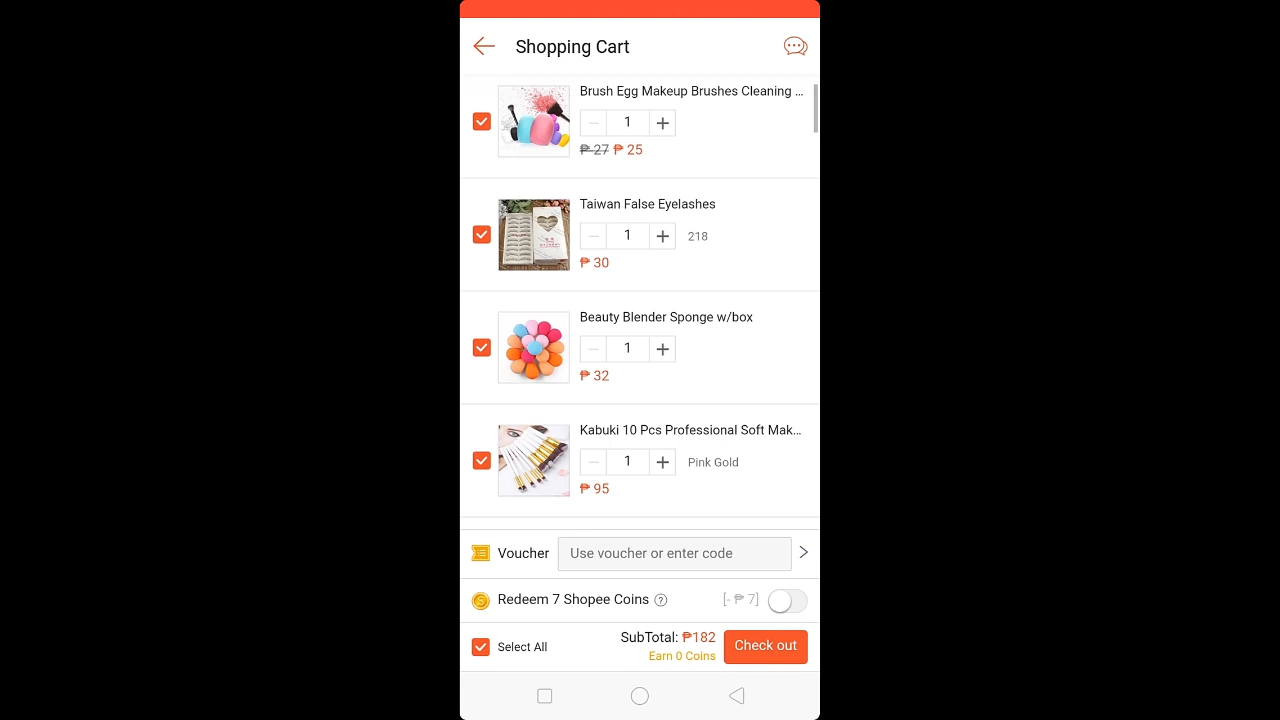 Shopping Cart
Brush Egg Makeup Brushes Cleaning ...
1
₱ 27 ₱ 25
Taiwan False Eyelashes
1 218
₱ 30
Beauty Blender Sponge w/box
1
₱ 32
Kabuki 10 Pcs Professional Soft Mak...
1 Pink Gold
₱ 95
Voucher Use voucher or enter code
Redeem 7 Shopee Coins ? [- ₱ 7]
Select All SubTotal: ₱182 Check out
Earn 0 Coins